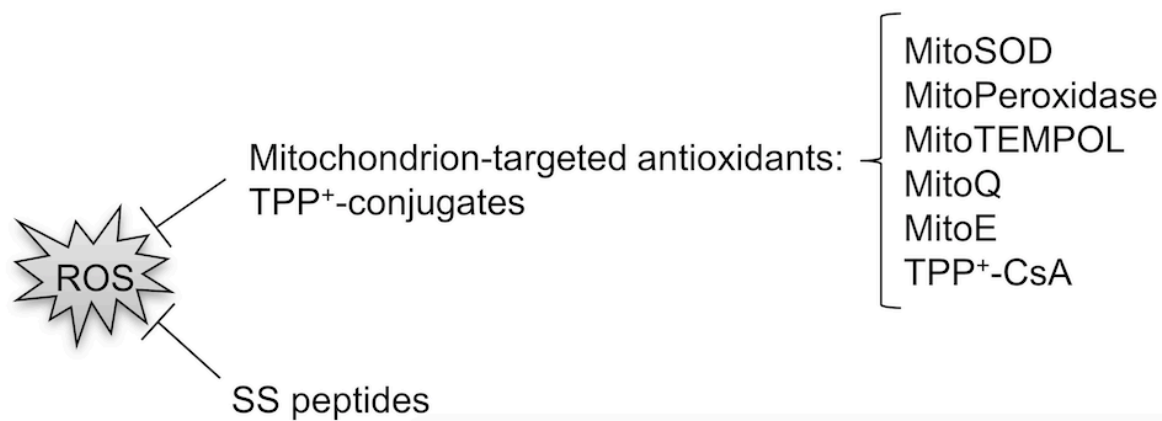 MitoSOD
MitoPeroxidase
MitoTEMPOL
MitoQ
MitoE
TPP⁺-CsA
Mitochondrion-targeted antioxidants:
TPP⁺-conjugates
ROS
SS peptides